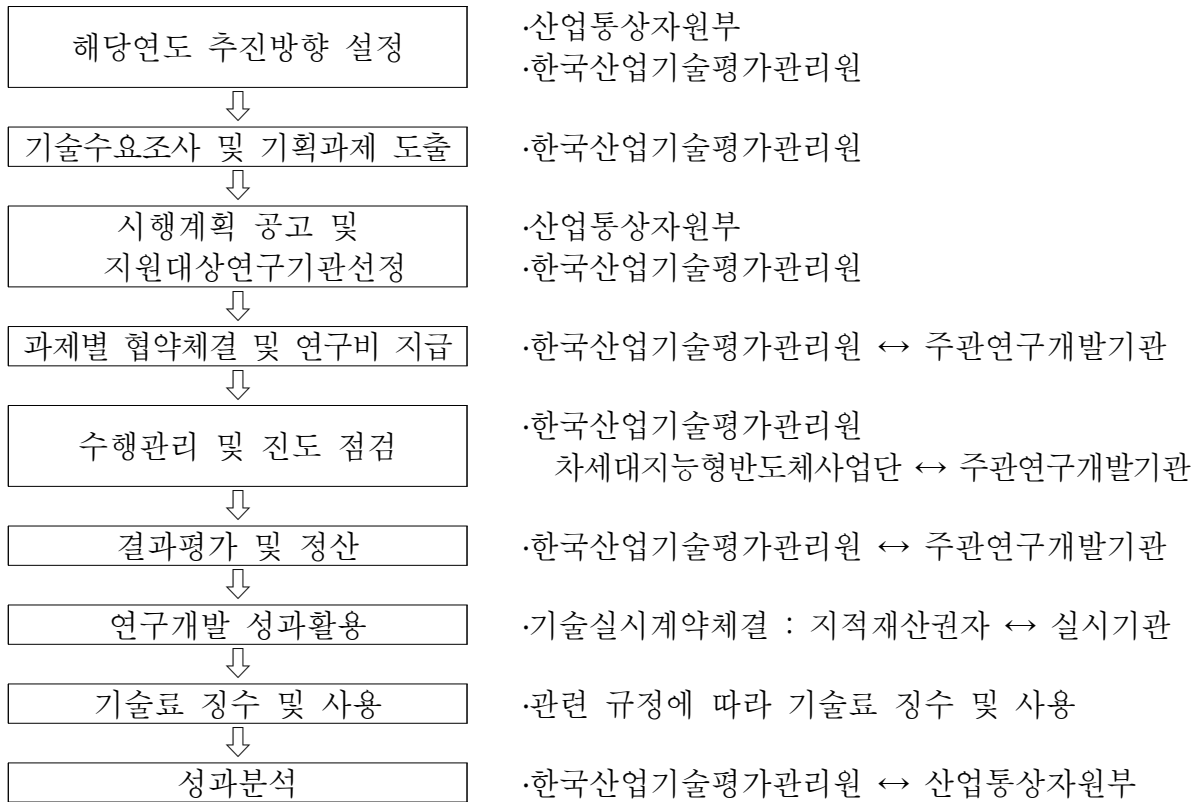 해당연도 추진방향 설정
·산업통상자원부
·한국산업기술평가관리원
기술수요조사 및 기획과제 도출
·한국산업기술평가관리원
시행계획 공고 및
지원대상연구기관선정
·산업통상자원부
·한국산업기술평가관리원
과제별 협약체결 및 연구비 지급
·한국산업기술평가관리원 ↔ 주관연구개발기관
수행관리 및 진도 점검
·한국산업기술평가관리원
차세대지능형반도체사업단 ↔ 주관연구개발기관
결과평가 및 정산
·한국산업기술평가관리원 ↔ 주관연구개발기관
연구개발 성과활용
·기술실시계약체결 : 지적재산권자 ↔ 실시기관
기술료 징수 및 사용
·관련 규정에 따라 기술료 징수 및 사용
성과분석
·한국산업기술평가관리원 ↔ 산업통상자원부